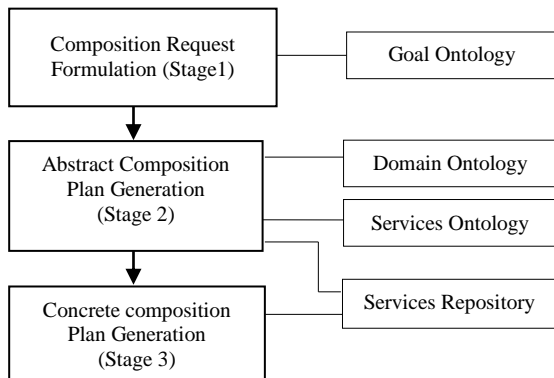 Composition Request
Formulation (Stage1)
Goal Ontology
Abstract Composition
Plan Generation
(Stage 2)
Domain Ontology
Services Ontology
Concrete composition
Plan Generation
(Stage 3)
Services Repository